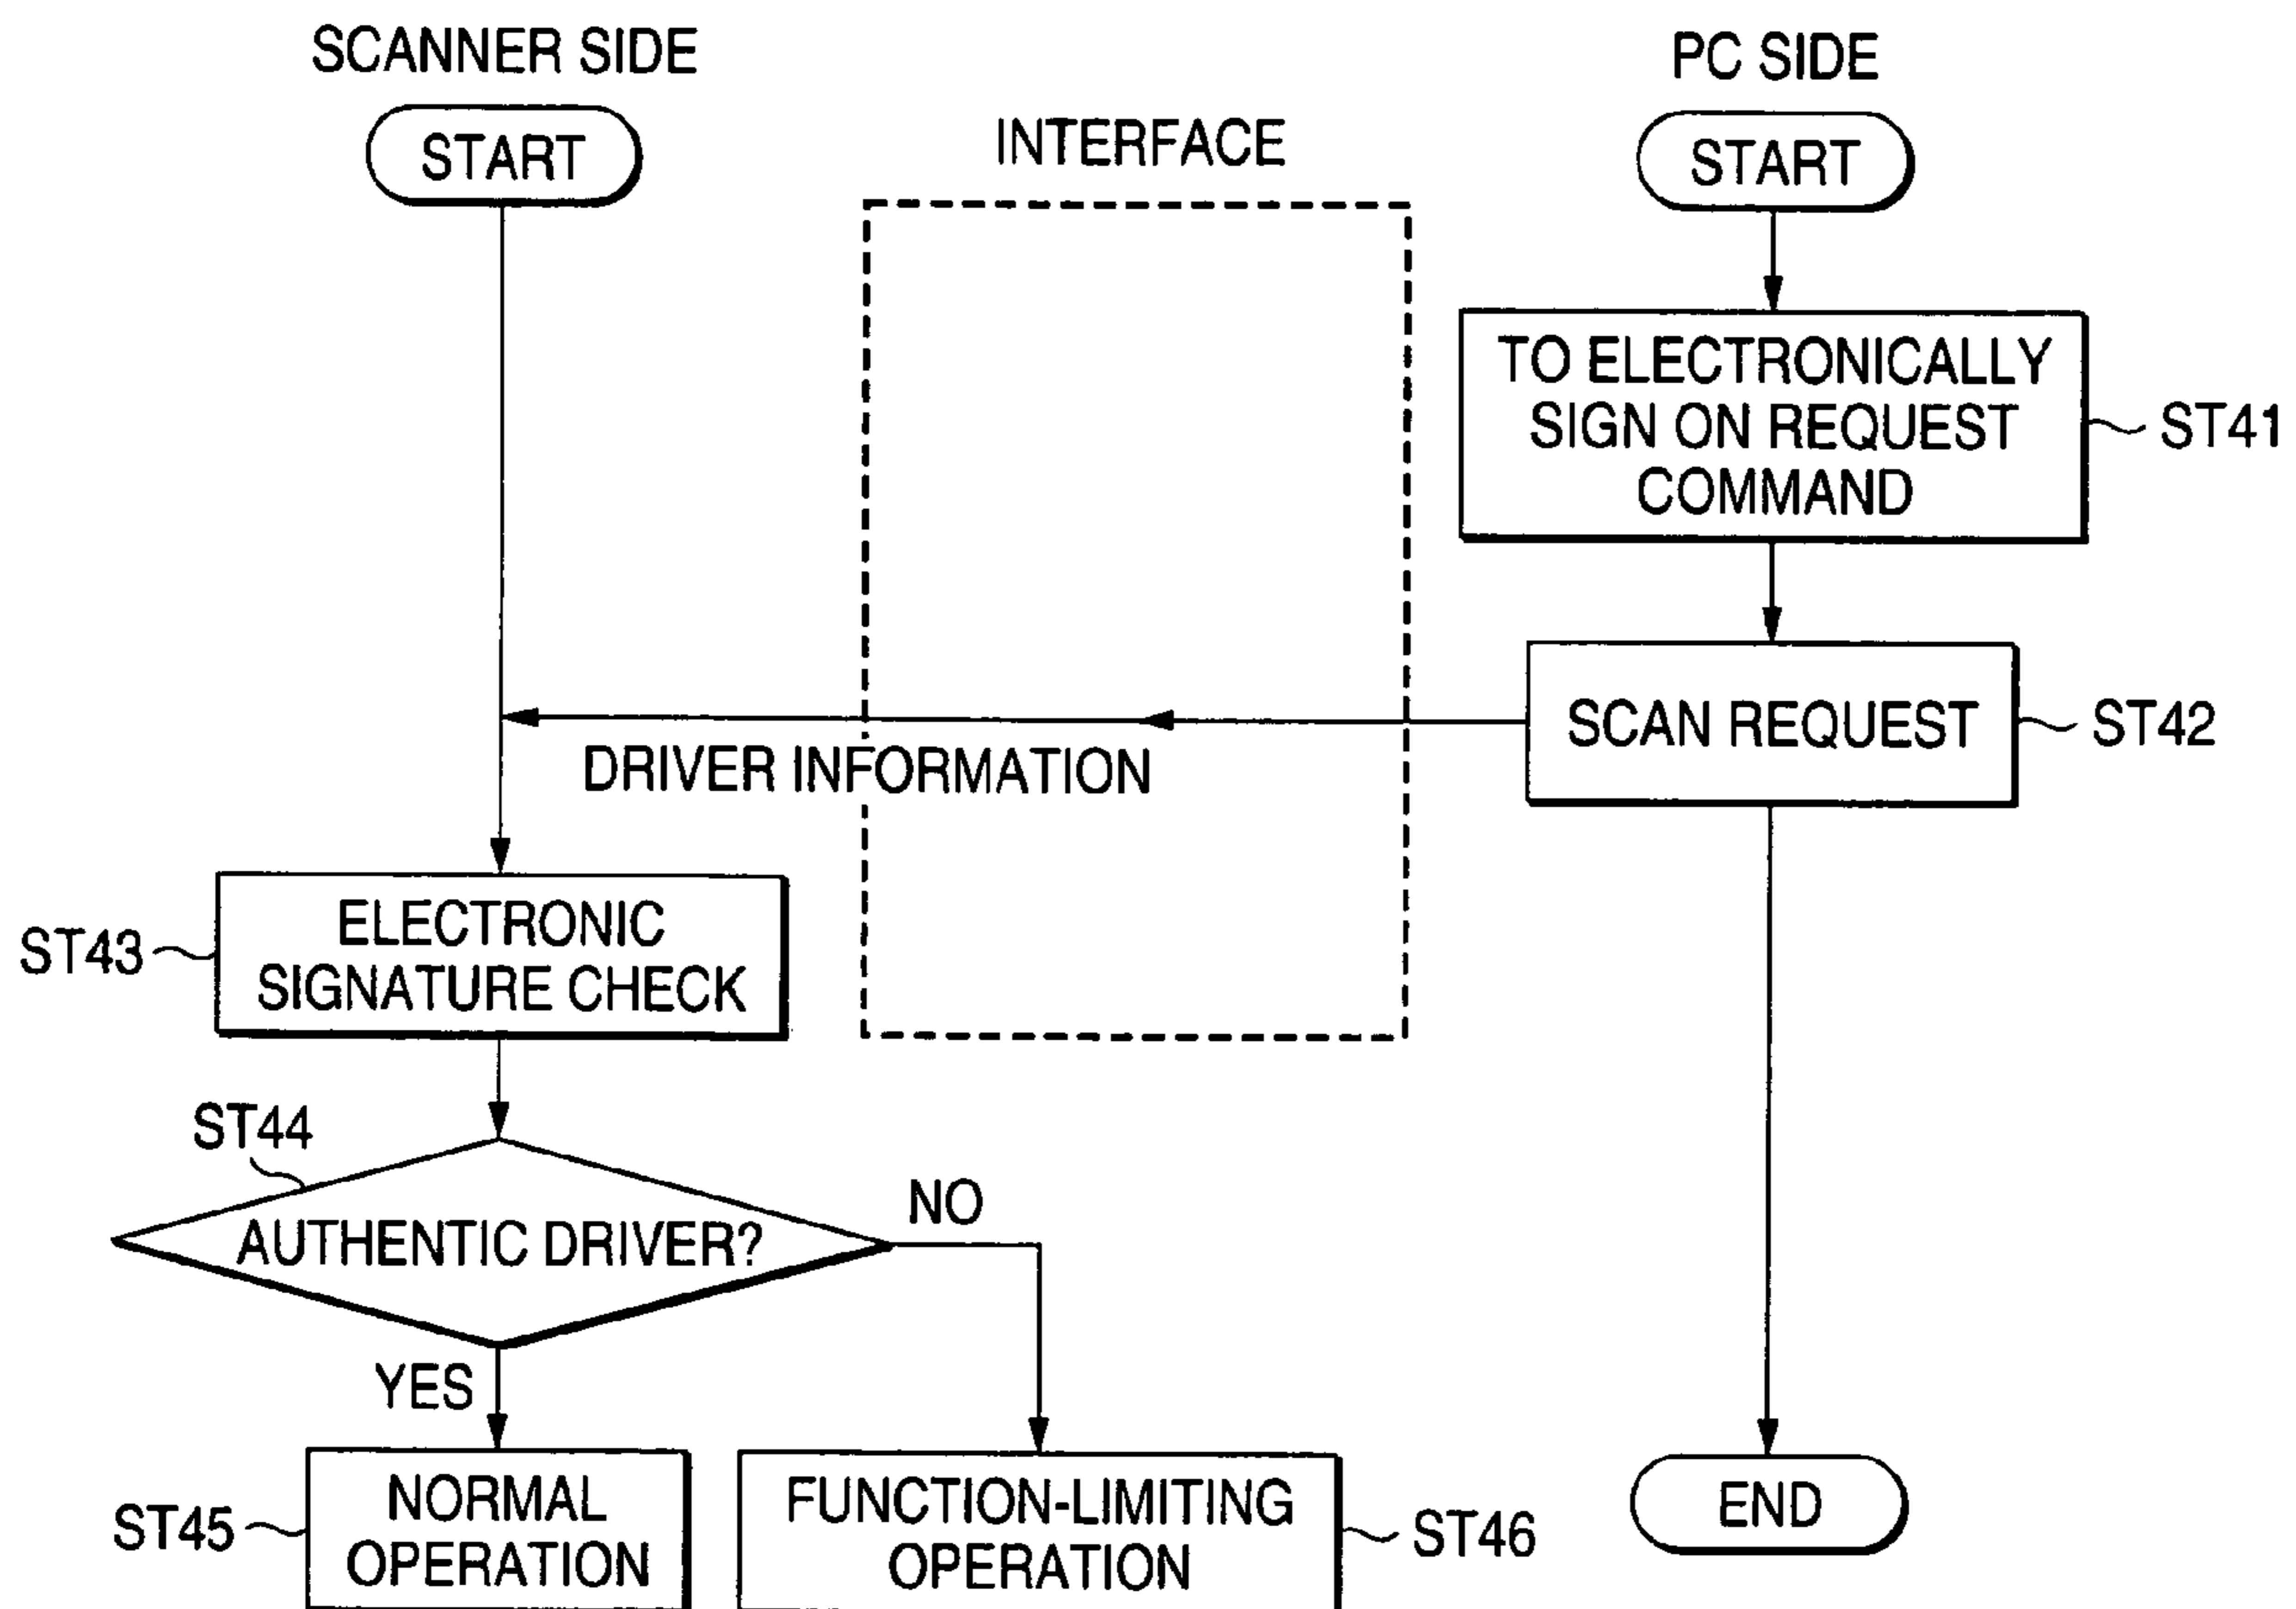 SCANNER SIDE
PC SIDE
START
INTERFACE
START
TO ELECTRONICALLY
SIGN ON REQUEST
COMMAND
ST41
SCAN REQUEST
ST42
DRIVER INFORMATION
ELECTRONIC
SIGNATURE CHECK
ST43
ST44
AUTHENTIC DRIVER?
NO
YES
NORMAL
OPERATION
ST45
FUNCTION-LIMITING
OPERATION
ST46
END